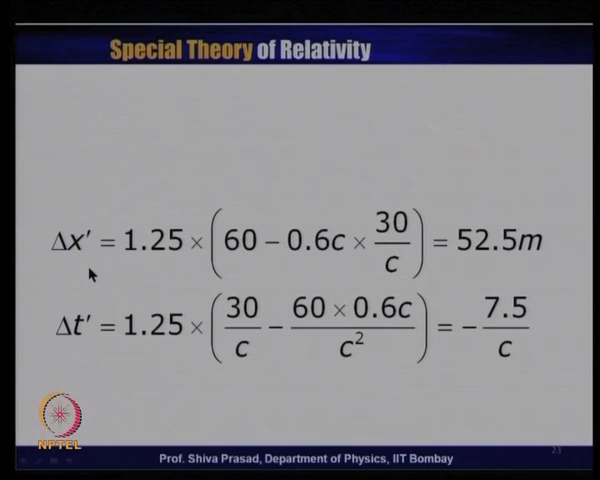 Special Theory of Relativity
Δx′ = 1.25 × (60 − 0.6c × 30/c) = 52.5m
Δt′ = 1.25 × (30/c − 60 × 0.6c/c²) = − 7.5/c
NPTEL
Prof. Shiva Prasad, Department of Physics, IIT Bombay
23